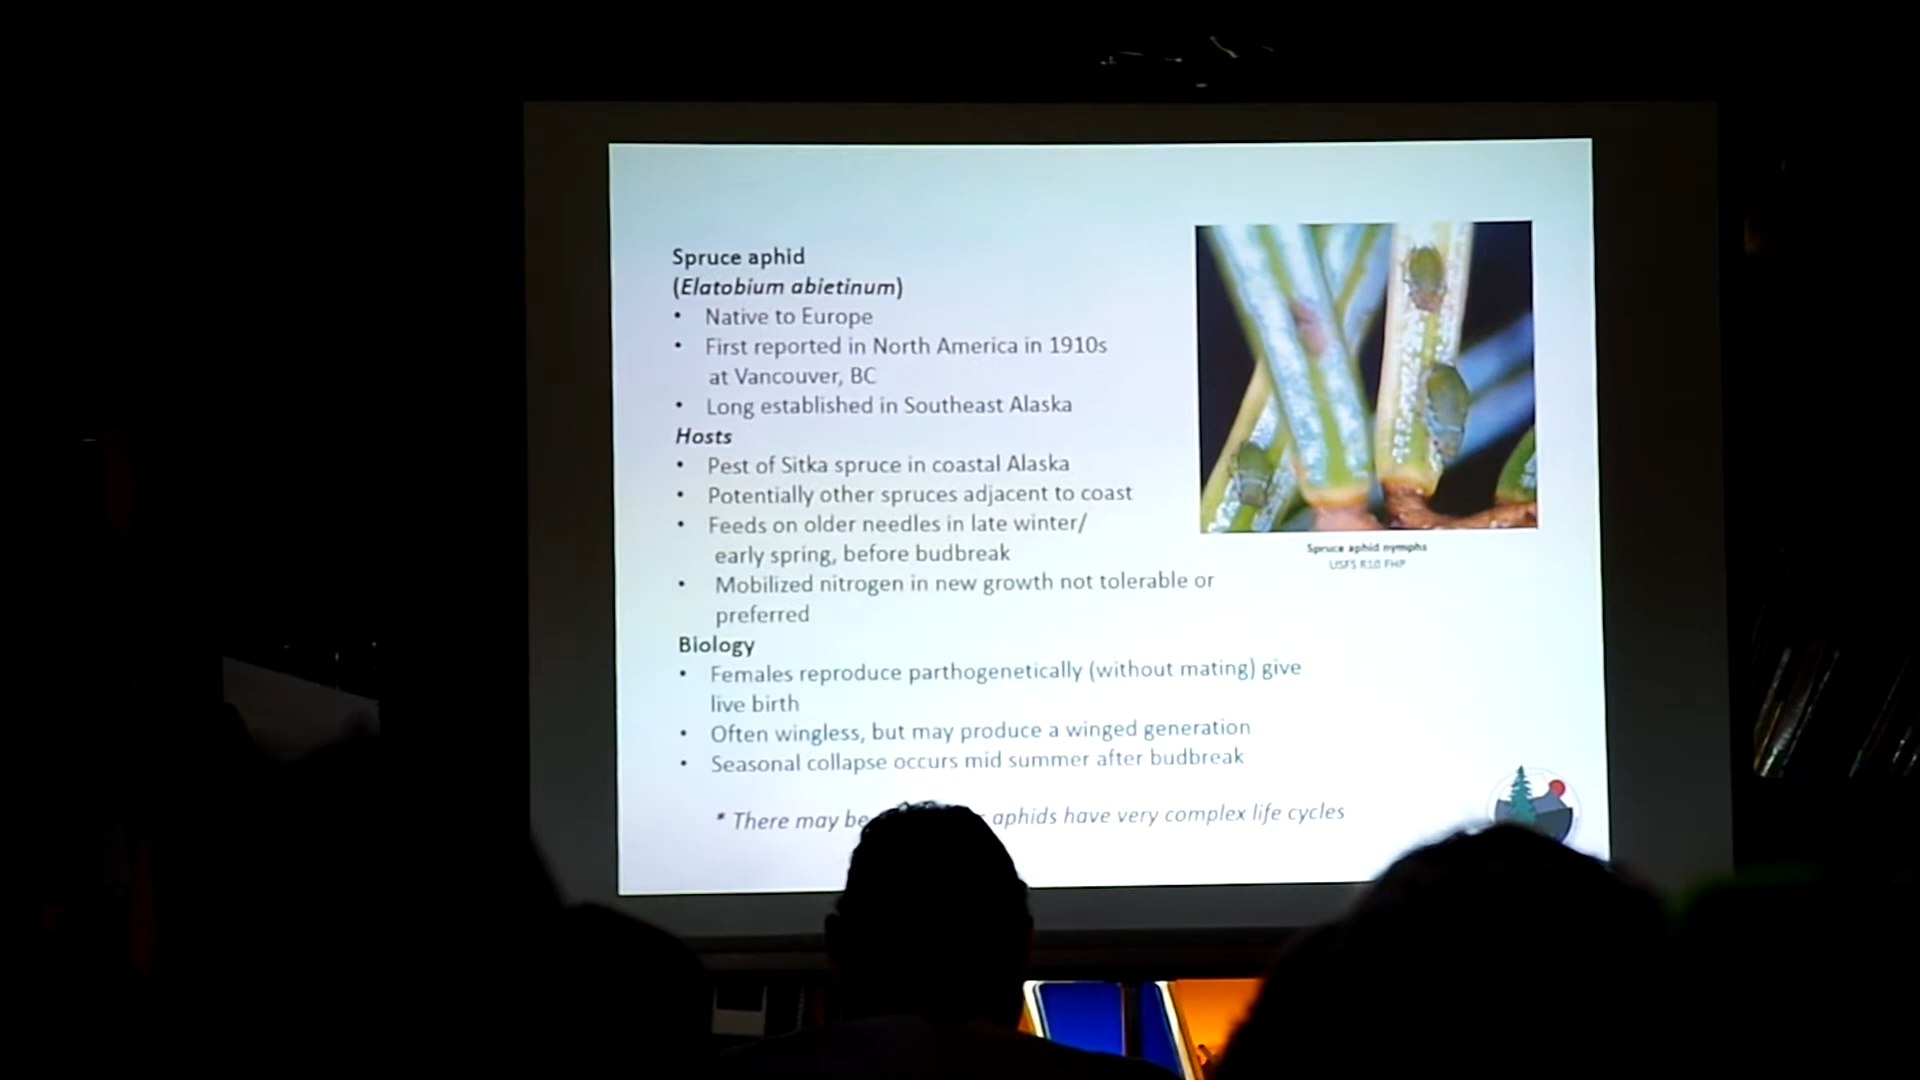 Spruce aphid
(Elatobium abietinum)
• Native to Europe
• First reported in North America in 1910s
at Vancouver, BC
• Long established in Southeast Alaska
Hosts
• Pest of Sitka spruce in coastal Alaska
• Potentially other spruces adjacent to coast
• Feeds on older needles in late winter/
early spring, before budbreak
• Mobilized nitrogen in new growth not tolerable or
preferred
Spruce aphid nymphs
USFS R10 FHP
Biology
• Females reproduce parthogenetically (without mating) give
live birth
• Often wingless, but may produce a winged generation
• Seasonal collapse occurs mid summer after budbreak
* There may be aphids have very complex life cycles